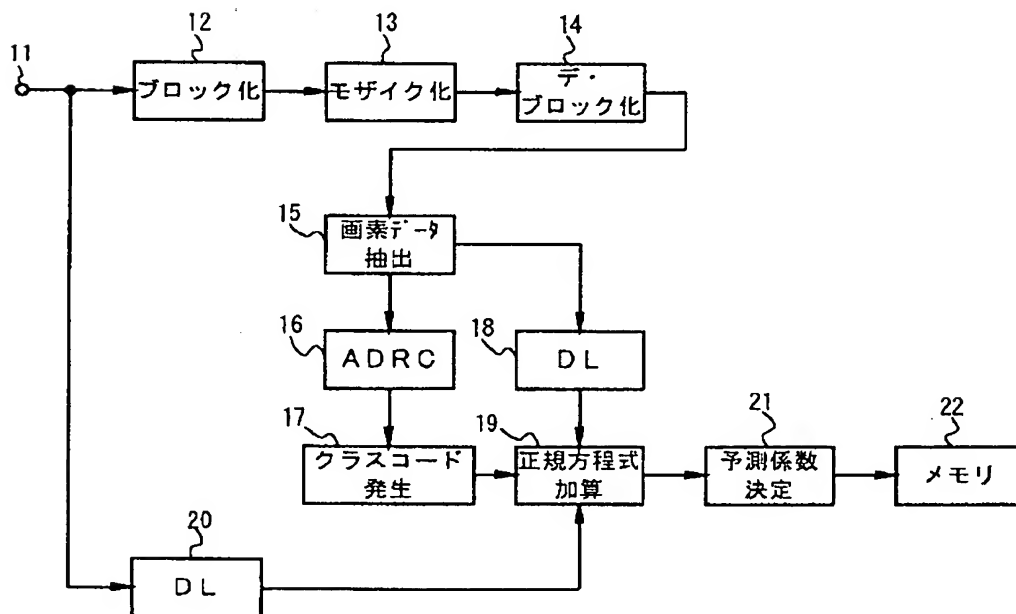 11
12
ブロック化
13
モザイク化
14
デ・
ブロック化
15
画素データ
抽出
16
ADRC
18
DL
17
クラスコード
発生
19
正規方程式
加算
21
予測係数
決定
22
メモリ
20
DL